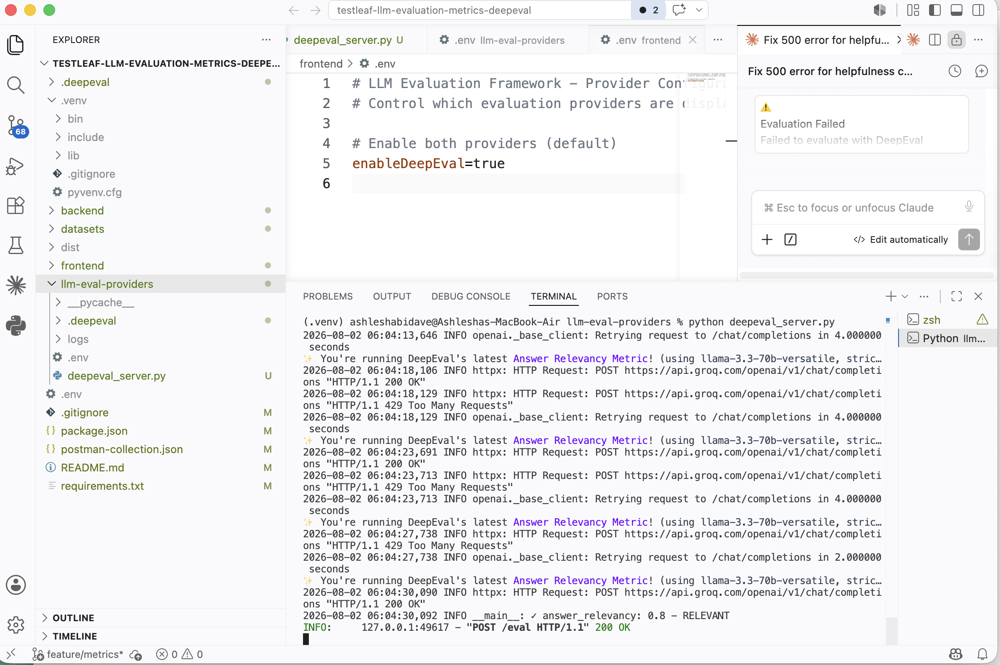 testleaf-llm-evaluation-metrics-deepeval
2
EXPLORER
TESTLEAF-LLM-EVALUATION-METRICS-DEEPE...
.deepeval
.venv
bin
include
lib
.gitignore
pyvenv.cfg
backend
datasets
dist
frontend
llm-eval-providers
__pycache__
.deepeval
logs
.env
deepeval_server.py U
.env
.gitignore M
package.json M
postman-collection.json M
README.md M
requirements.txt M
OUTLINE
TIMELINE
68
deepeval_server.py U
.env llm-eval-providers
.env frontend
frontend > .env
1 # LLM Evaluation Framework – Provider Configura
2 # Control which evaluation providers are displa
3
4 # Enable both providers (default)
5 enableDeepEval=true
6
Fix 500 error for helpfu...
Fix 500 error for helpfulness c...
Evaluation Failed
Failed to evaluate with DeepEval
⌘ Esc to focus or unfocus Claude
</> Edit automatically
PROBLEMS OUTPUT DEBUG CONSOLE TERMINAL PORTS
(.venv) ashleshabidave@Ashleshas-MacBook-Air llm-eval-providers % python deepeval_server.py
2026-08-02 06:04:13,646 INFO openai._base_client: Retrying request to /chat/completions in 4.000000
seconds
✨ You're running DeepEval's latest Answer Relevancy Metric! (using llama-3.3-70b-versatile, stric…
2026-08-02 06:04:18,106 INFO httpx: HTTP Request: POST https://api.groq.com/openai/v1/chat/completi
ons "HTTP/1.1 200 OK"
2026-08-02 06:04:18,129 INFO httpx: HTTP Request: POST https://api.groq.com/openai/v1/chat/completi
ons "HTTP/1.1 429 Too Many Requests"
2026-08-02 06:04:18,129 INFO openai._base_client: Retrying request to /chat/completions in 4.000000
seconds
✨ You're running DeepEval's latest Answer Relevancy Metric! (using llama-3.3-70b-versatile, stric…
2026-08-02 06:04:23,691 INFO httpx: HTTP Request: POST https://api.groq.com/openai/v1/chat/completi
ons "HTTP/1.1 200 OK"
2026-08-02 06:04:23,713 INFO httpx: HTTP Request: POST https://api.groq.com/openai/v1/chat/completi
ons "HTTP/1.1 429 Too Many Requests"
2026-08-02 06:04:23,713 INFO openai._base_client: Retrying request to /chat/completions in 4.000000
seconds
✨ You're running DeepEval's latest Answer Relevancy Metric! (using llama-3.3-70b-versatile, stric…
2026-08-02 06:04:27,738 INFO httpx: HTTP Request: POST https://api.groq.com/openai/v1/chat/completi
ons "HTTP/1.1 429 Too Many Requests"
2026-08-02 06:04:27,738 INFO openai._base_client: Retrying request to /chat/completions in 2.000000
seconds
✨ You're running DeepEval's latest Answer Relevancy Metric! (using llama-3.3-70b-versatile, stric…
2026-08-02 06:04:30,090 INFO httpx: HTTP Request: POST https://api.groq.com/openai/v1/chat/completi
ons "HTTP/1.1 200 OK"
2026-08-02 06:04:30,092 INFO __main__: ✓ answer_relevancy: 0.8 – RELEVANT
INFO: 127.0.0.1:49617 – "POST /eval HTTP/1.1" 200 OK
zsh
Python llm...
feature/metrics* 0 0